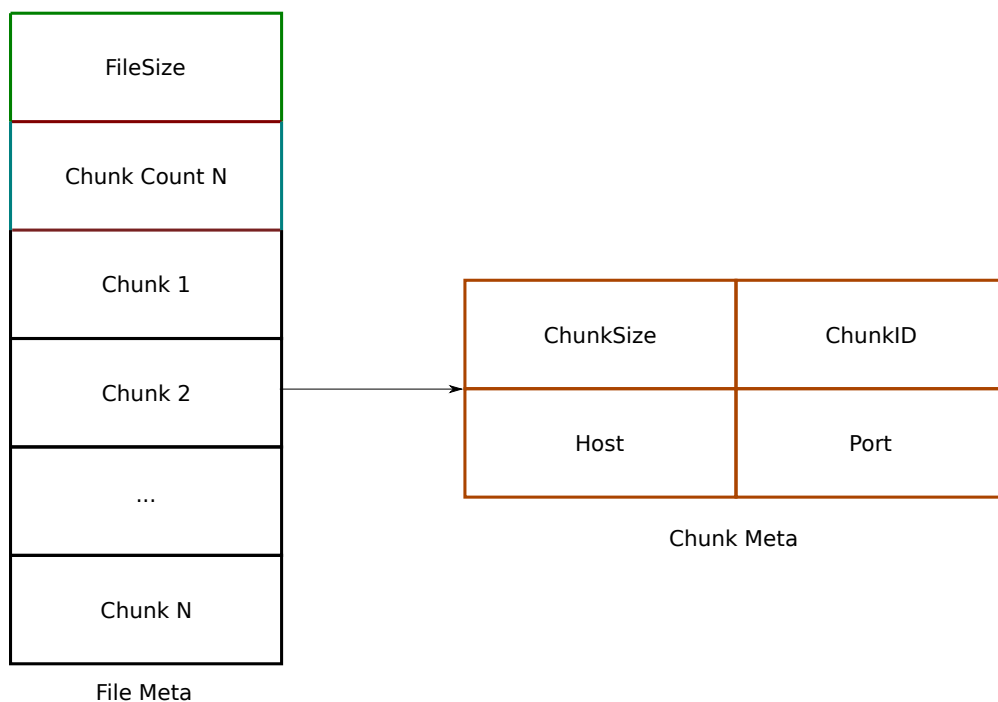 FileSize
Chunk Count N
Chunk 1
Chunk 2
...
Chunk N
File Meta
ChunkSize
ChunkID
Host
Port
Chunk Meta